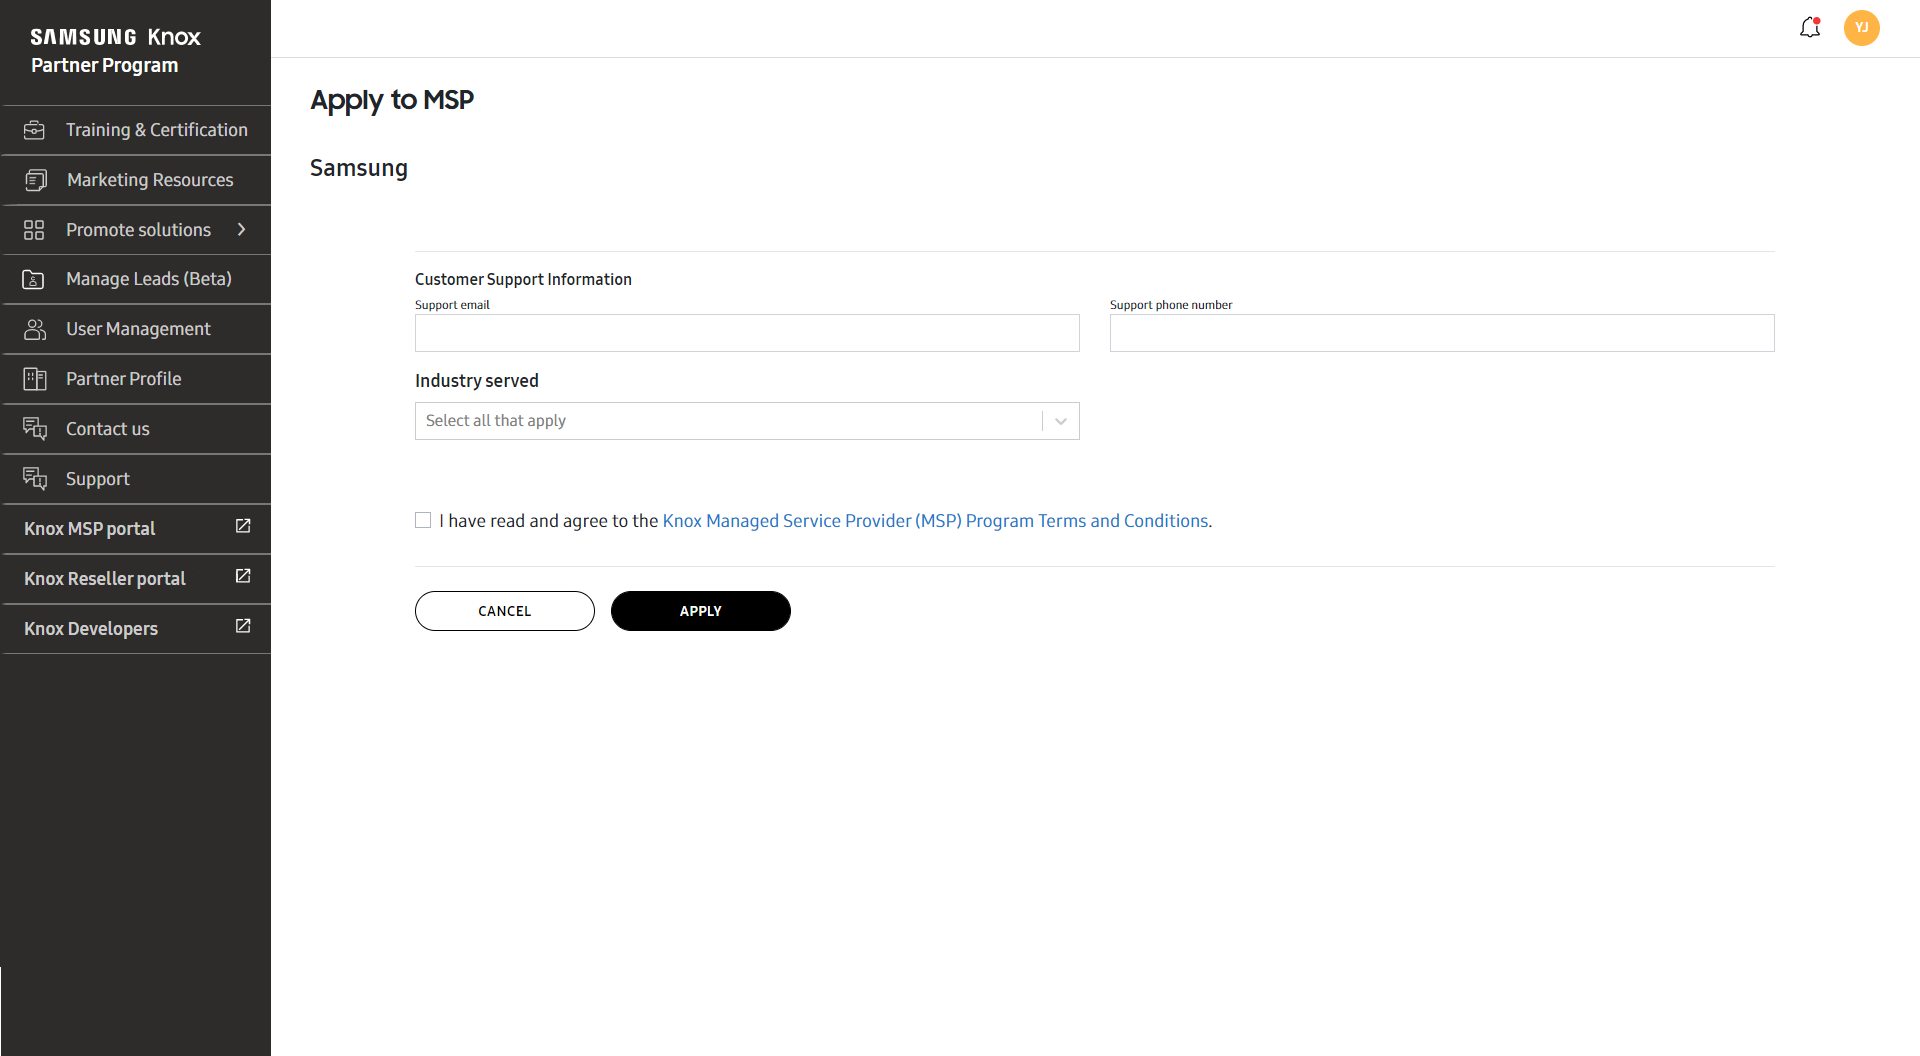 SAMSUNG Knox
Partner Program
Training & Certification
Marketing Resources
Promote solutions
Manage Leads (Beta)
User Management
Partner Profile
Contact us
Support
Knox MSP portal
Knox Reseller portal
Knox Developers
YJ
Apply to MSP
Samsung
Customer Support Information
Support email
Support phone number
Industry served
Select all that apply
I have read and agree to the Knox Managed Service Provider (MSP) Program Terms and Conditions.
CANCEL
APPLY